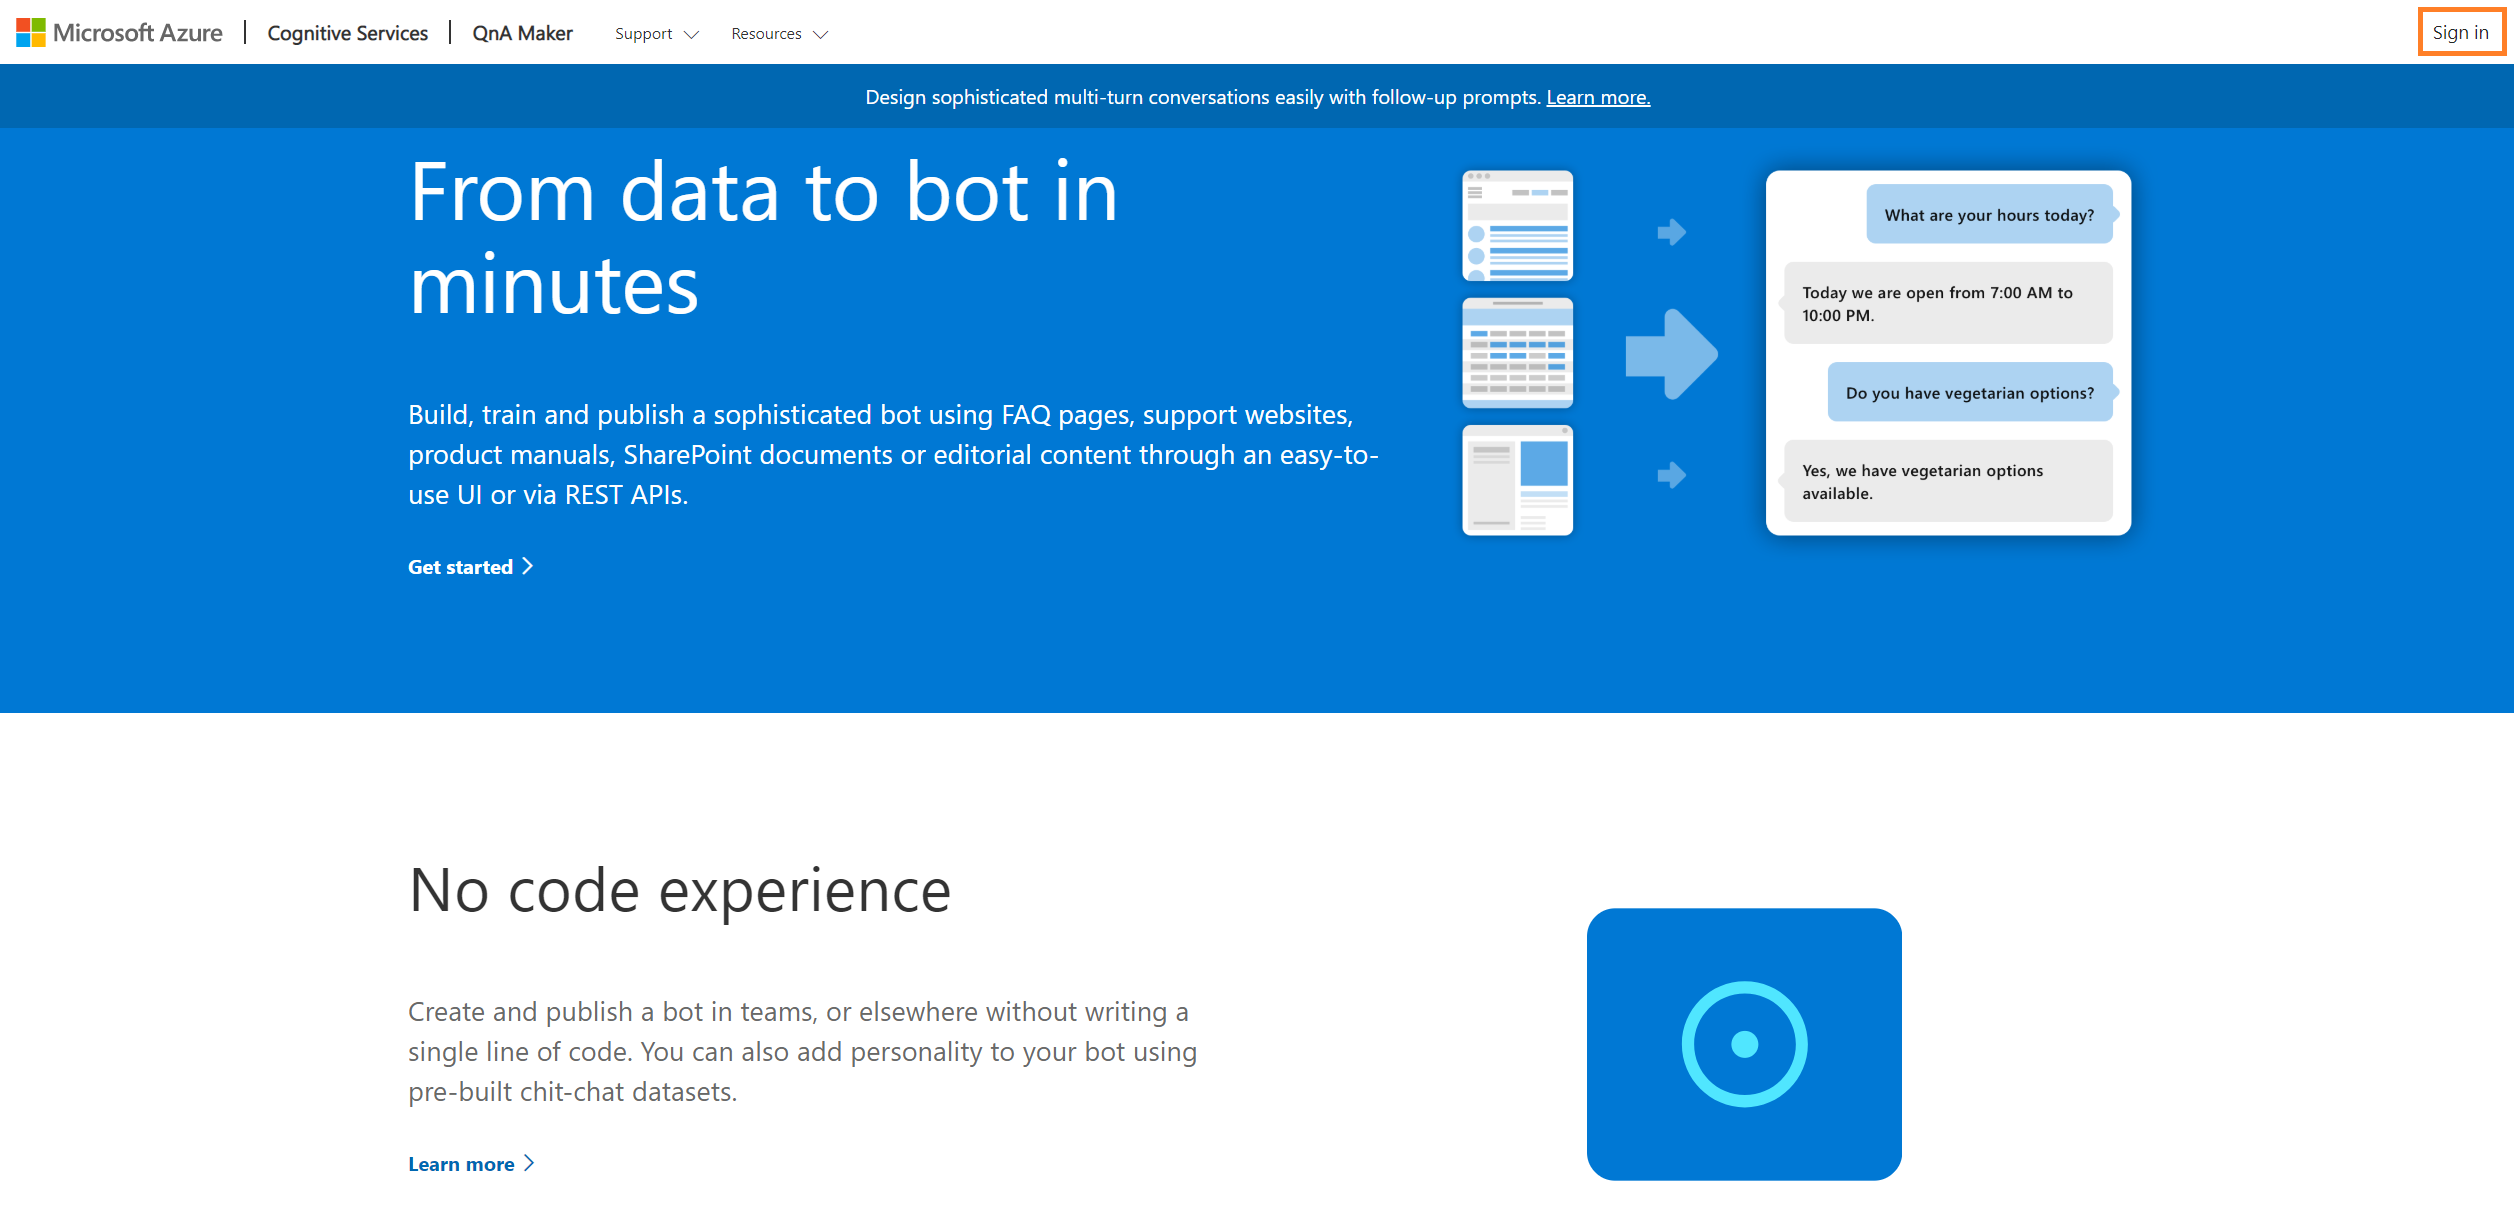 Microsoft Azure | Cognitive Services | QnA Maker Support Resources Sign in
Design sophisticated multi-turn conversations easily with follow-up prompts. Learn more.
From data to bot in
minutes
Build, train and publish a sophisticated bot using FAQ pages, support websites,
product manuals, SharePoint documents or editorial content through an easy-to-
use UI or via REST APIs.
Get started
What are your hours today?
Today we are open from 7:00 AM to
10:00 PM.
Do you have vegetarian options?
Yes, we have vegetarian options
available.
No code experience
Create and publish a bot in teams, or elsewhere without writing a
single line of code. You can also add personality to your bot using
pre-built chit-chat datasets.
Learn more